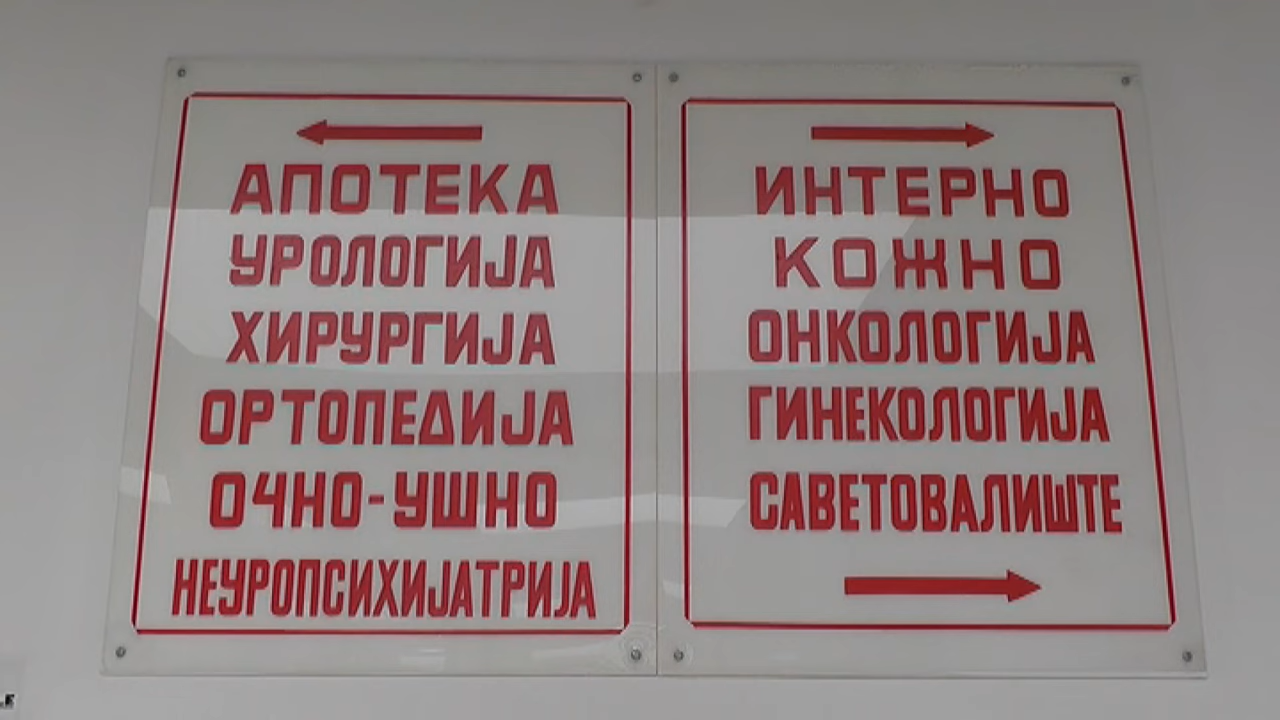 АПОТЕКА
УРОЛОГИЈА
ХИРУРГИЈА
ОРТОПЕДИЈА
ОЧНО-УШНО
НЕУРОПСИХИЈАТРИЈА
ИНТЕРНО
КОЖНО
ОНКОЛОГИЈА
ГИНЕКОЛОГИЈА
САВЕТОВАЛИШТЕ